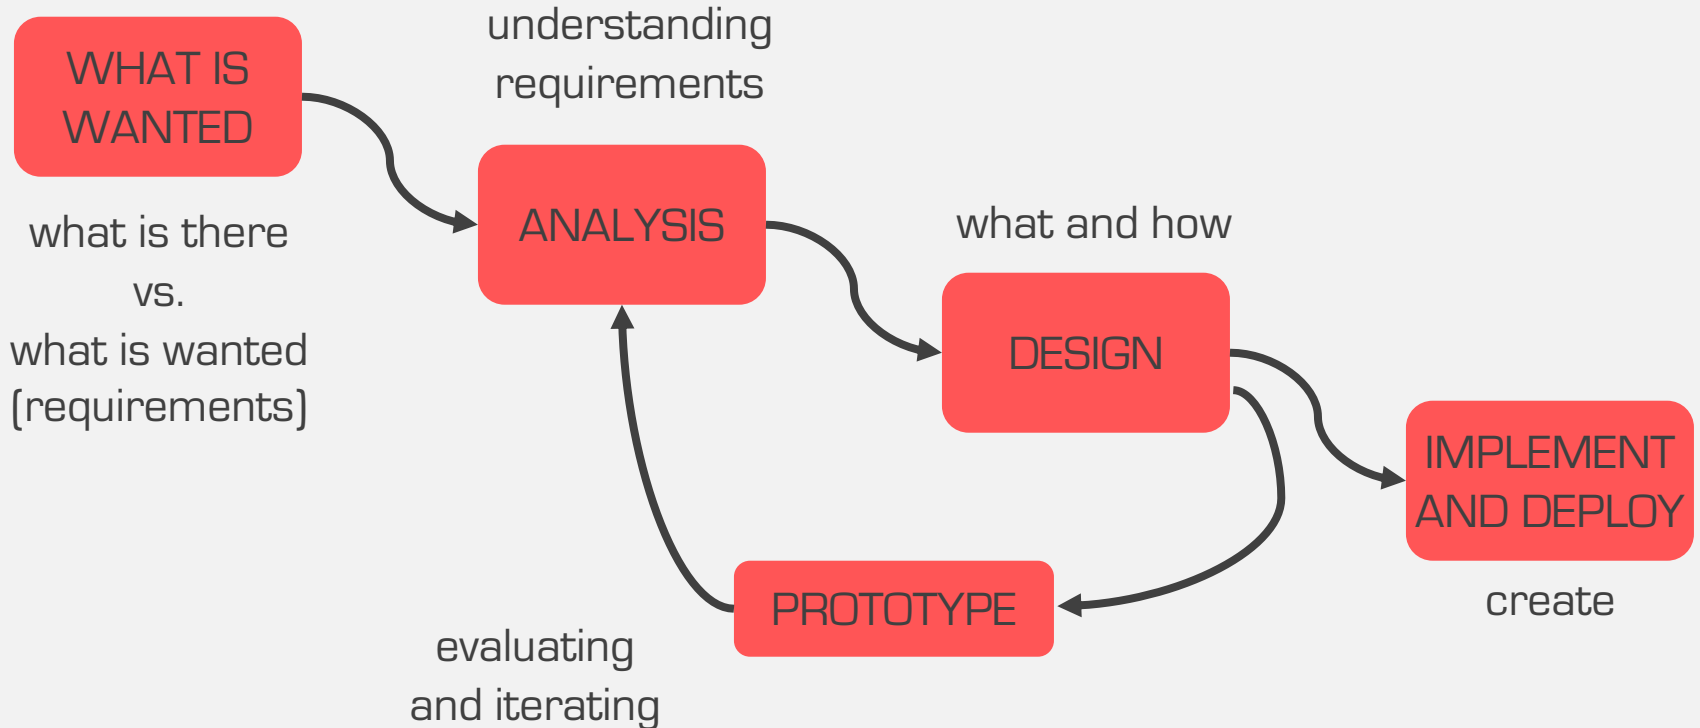 WHAT IS
WANTED
what is there
vs.
what is wanted
(requirements)
understanding
requirements
ANALYSIS
what and how
DESIGN
IMPLEMENT
AND DEPLOY
create
PROTOTYPE
evaluating
and iterating